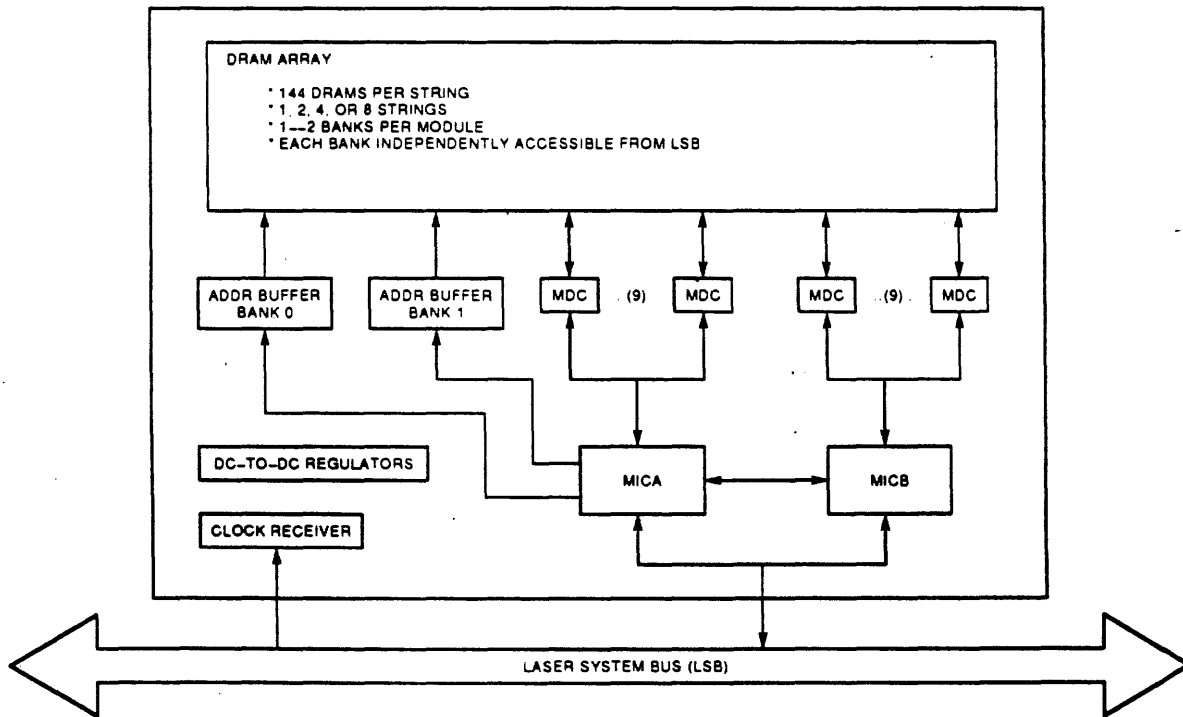 DRAM ARRAY
* 144 DRAMS PER STRING
* 1, 2, 4, OR 8 STRINGS
* 1--2 BANKS PER MODULE
* EACH BANK INDEPENDENTLY ACCESSIBLE FROM LSB
ADDR BUFFER
BANK 0
ADDR BUFFER
BANK 1
MDC
..(9)
MDC
MDC
..(9)..
MDC
DC-TO-DC REGULATORS
MICA
MICB
CLOCK RECEIVER
LASER SYSTEM BUS (LSB)